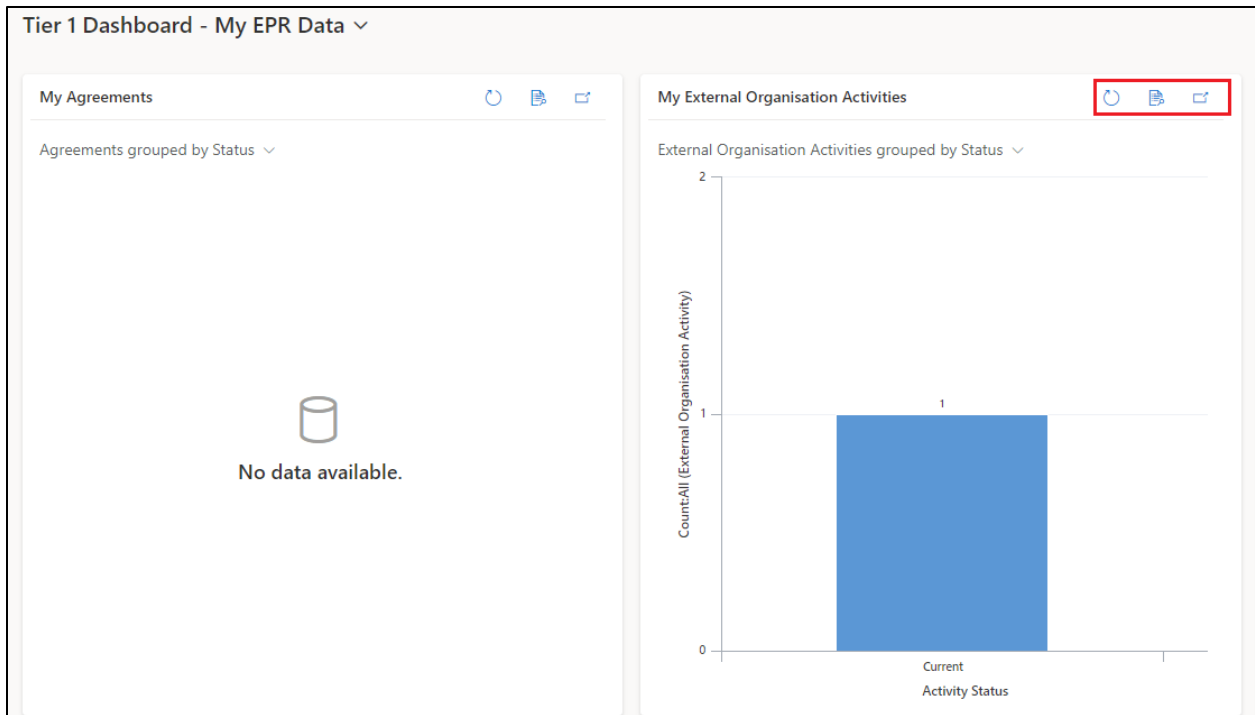 Tier 1 Dashboard - My EPR Data
My Agreements
Agreements grouped by Status
No data available.
My External Organisation Activities
External Organisation Activities grouped by Status
2
Count:All (External Organisation Activity)
1
1
0
Current
Activity Status